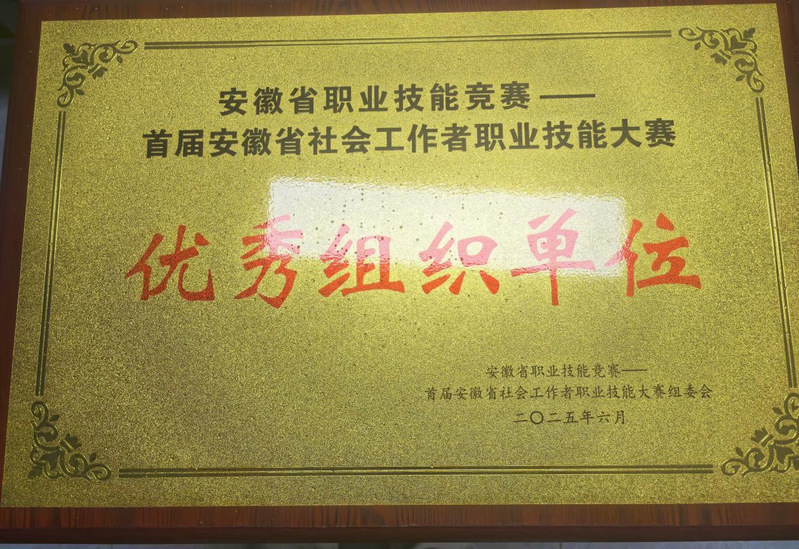 安徽省职业技能竞赛——
首届安徽省社会工作者职业技能大赛
优秀组织单位
安徽省职业技能竞赛——
首届安徽省社会工作者职业技能大赛组委会
二〇二五年六月